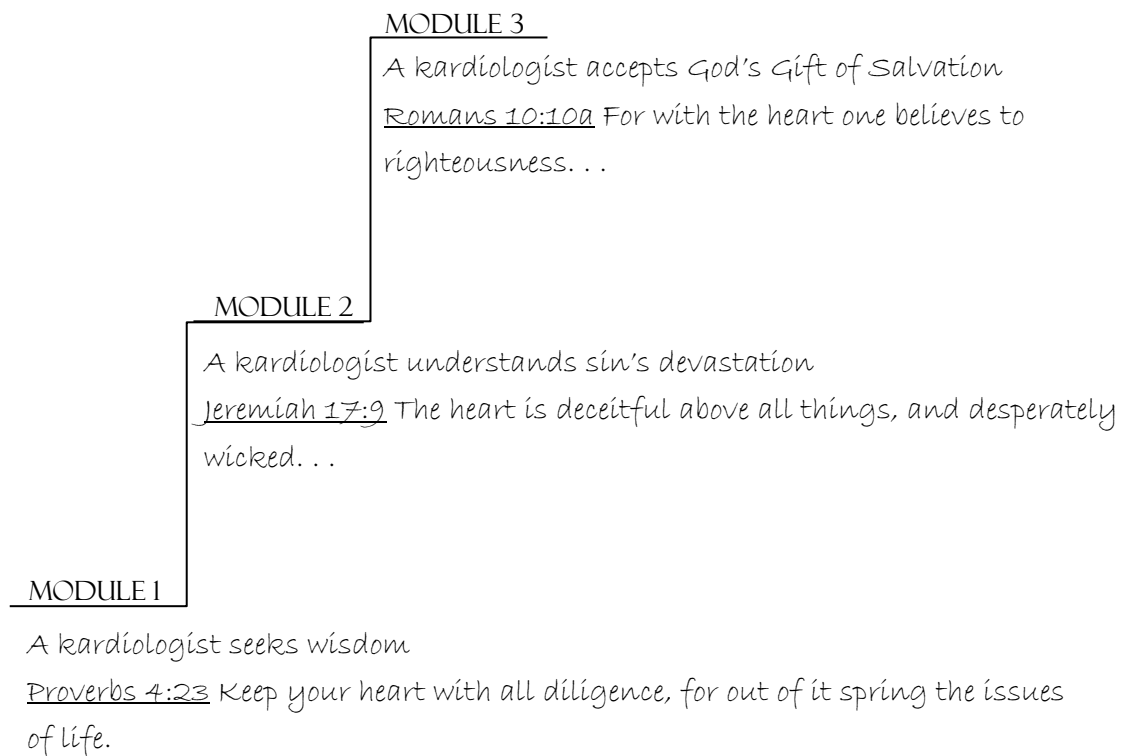 MODULE 3
A kardiologist accepts God's Gift of Salvation
Romans 10:10a For with the heart one believes to
righteousness. . .
MODULE 2
A kardiologist understands sin's devastation
Jeremiah 17:9 The heart is deceitful above all things, and desperately
wicked. . .
MODULE 1
A kardiologist seeks wisdom
Proverbs 4:23 Keep your heart with all diligence, for out of it spring the issues
of life.